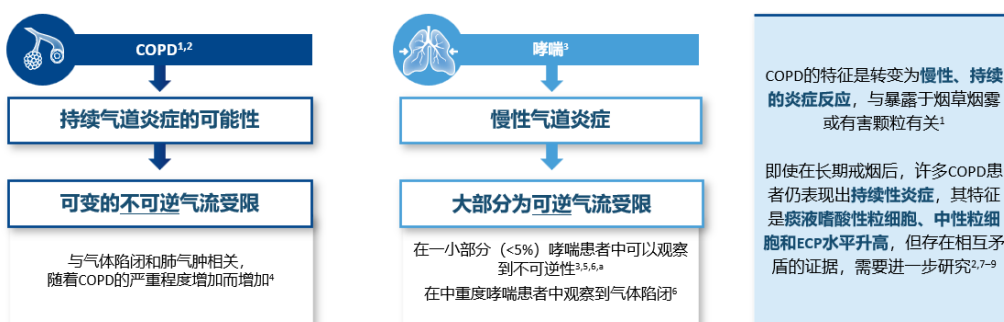 COPD1,2
持续气道炎症的可能性
可变的不可逆气流受限
与气体陷闭和肺气肿相关，
随着COPD的严重程度增加而增加4
哮喘3
慢性气道炎症
大部分为可逆气流受限
在一小部分（<5%）哮喘患者中可以观察
到不可逆性3,5,6,a
在中重度哮喘患者中观察到气体陷闭6
COPD的特征是转变为慢性、持续
的炎症反应，与暴露于烟草烟雾
或有害颗粒有关1
即使在长期戒烟后，许多COPD患
者仍表现出持续性炎症，其特征
是痰液嗜酸性粒细胞、中性粒细
胞和ECP水平升高，但存在相互矛
盾的证据，需要进一步研究2,7–9